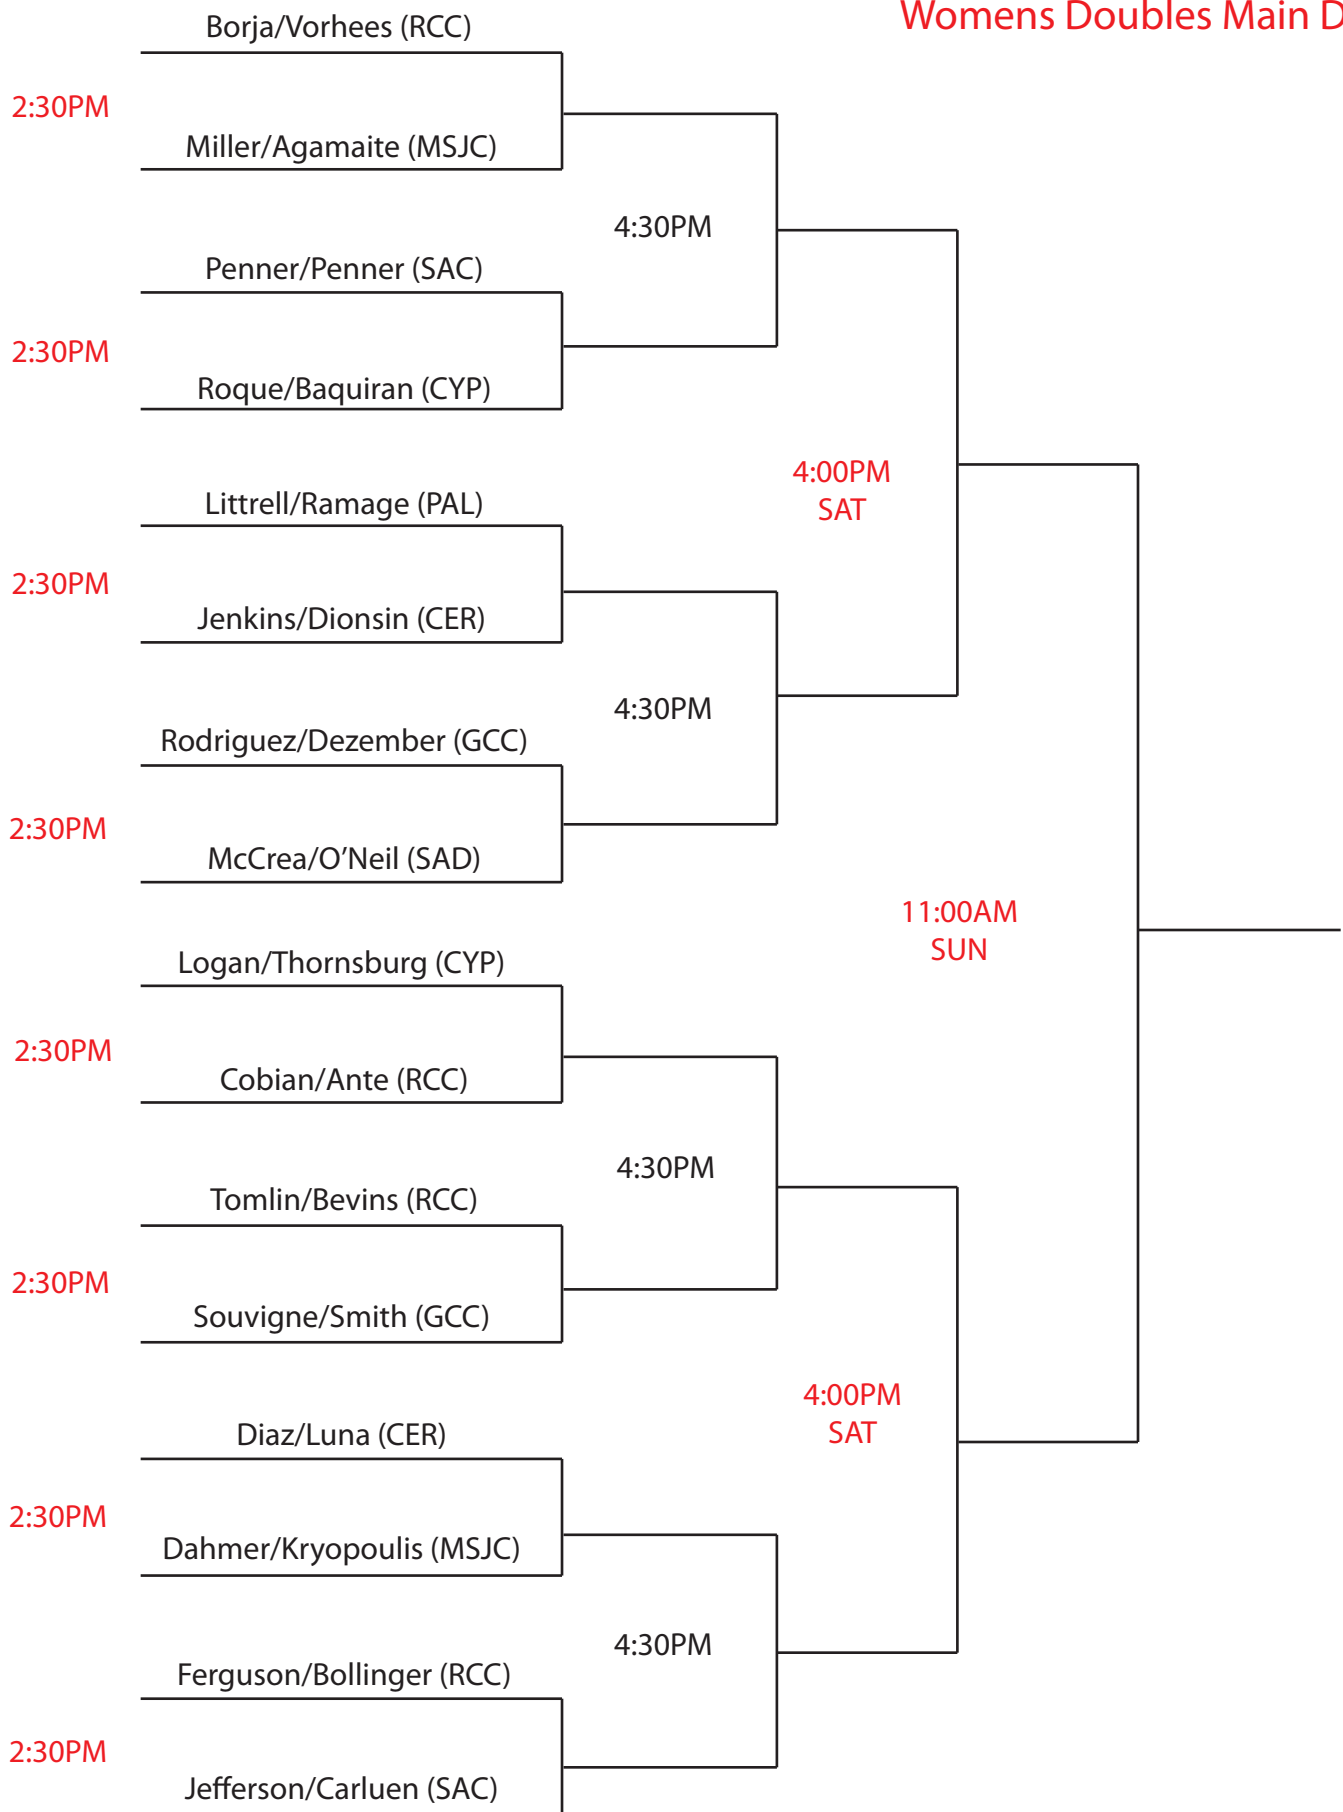 Womens Doubles Main D
Borja/Vorhees (RCC)
2:30PM
Miller/Agamaite (MSJC)
4:30PM
Penner/Penner (SAC)
2:30PM
Roque/Baquiran (CYP)
4:00PM
SAT
Littrell/Ramage (PAL)
2:30PM
Jenkins/Dionsin (CER)
4:30PM
Rodriguez/Dezember (GCC)
2:30PM
McCrea/O’Neil (SAD)
11:00AM
SUN
Logan/Thornsburg (CYP)
2:30PM
Cobian/Ante (RCC)
4:30PM
Tomlin/Bevins (RCC)
2:30PM
Souvigne/Smith (GCC)
4:00PM
SAT
Diaz/Luna (CER)
2:30PM
Dahmer/Kryopoulis (MSJC)
4:30PM
Ferguson/Bollinger (RCC)
2:30PM
Jefferson/Carluen (SAC)